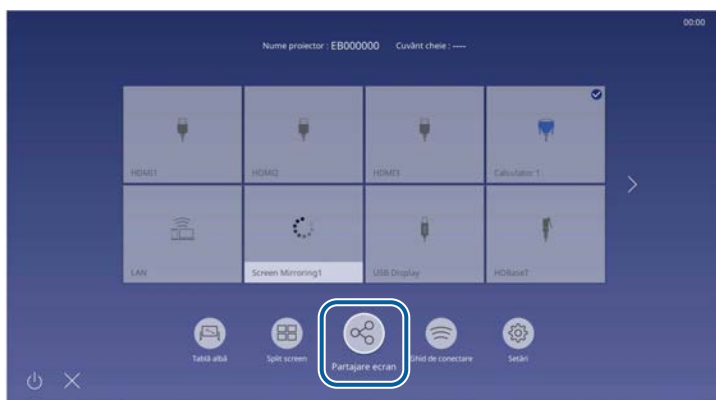 00:00
Nume proiector : EB000000 Cuvânt cheie : ----
HDMI1 HDMI2 HDMI3 Calculator 1
LAN Screen Mirroring1 USB Display HDBaseT
Tablă albă Split screen Partajare ecran Ghid de conectare Setări